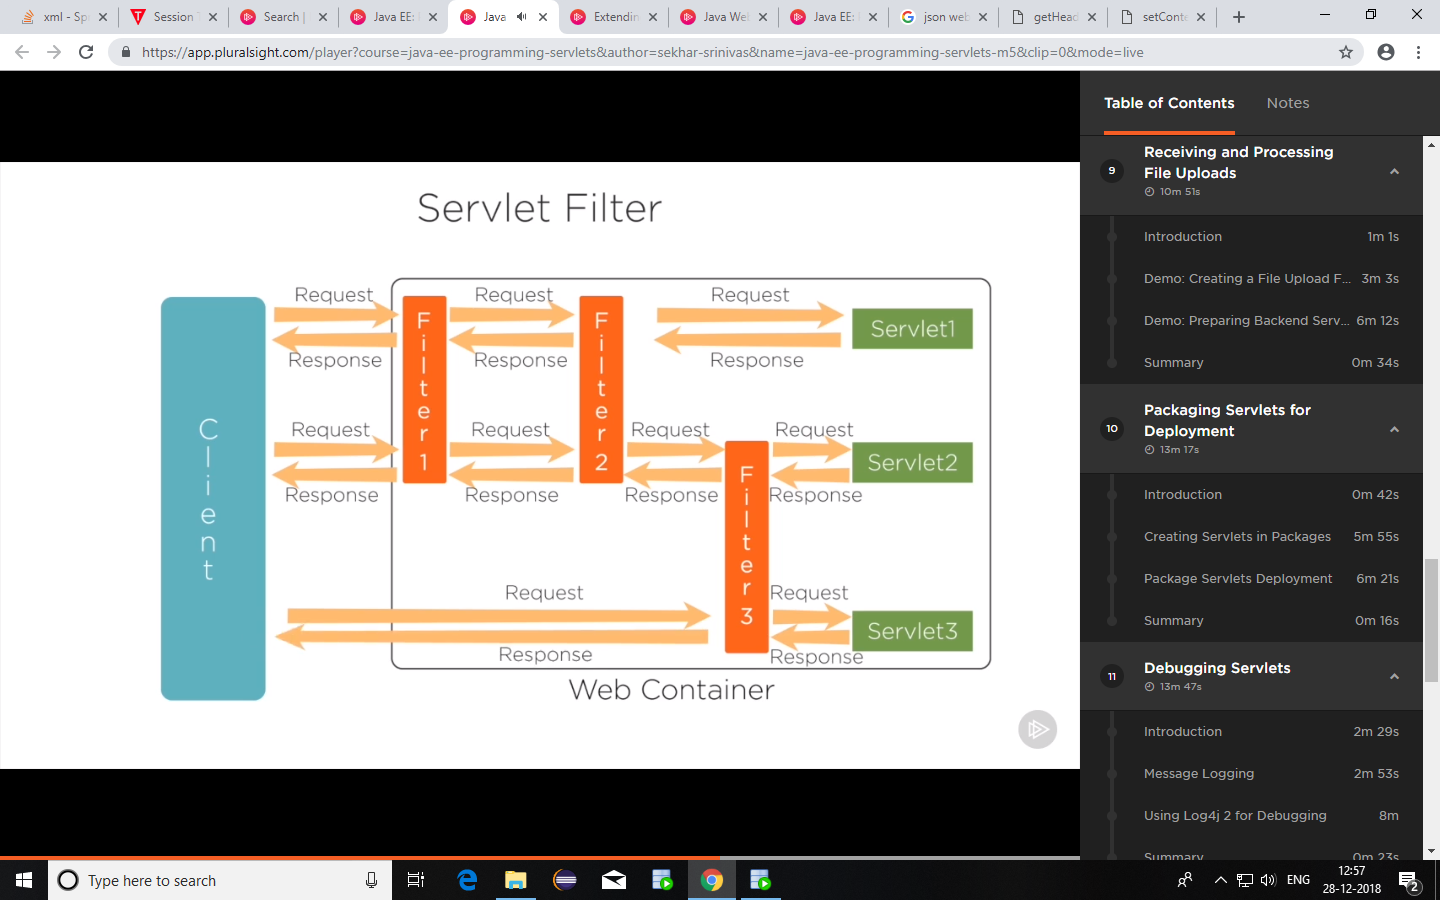 xml - Spr
Session T
Search |
Java EE: 
Java
Extendin
Java Web
Java EE:
json web
getHead
setConte
https://app.pluralsight.com/player?course=java-ee-programming-servlets&author=sekhar-srinivas&name=java-ee-programming-servlets-m5&clip=0&mode=live
Servlet Filter
Request
Request
Request
Response
Response
Response
Servlet1
Request
Request
Request
Request
Response
Response
Response
Response
Servlet2
Request
Request
Response
Response
Servlet3
Client
Filter 1
Filter 2
Filter 3
Web Container
Table of Contents
Notes
9
Receiving and Processing
File Uploads
10m 51s
Introduction 1m 1s
Demo: Creating a File Upload F... 3m 3s
Demo: Preparing Backend Serv... 6m 12s
Summary 0m 34s
10
Packaging Servlets for
Deployment
13m 17s
Introduction 0m 42s
Creating Servlets in Packages 5m 55s
Package Servlets Deployment 6m 21s
Summary 0m 16s
11
Debugging Servlets
13m 47s
Introduction 2m 29s
Message Logging 2m 53s
Using Log4j 2 for Debugging 8m
Summary 0m 23s
Type here to search
ENG
12:57
28-12-2018
2